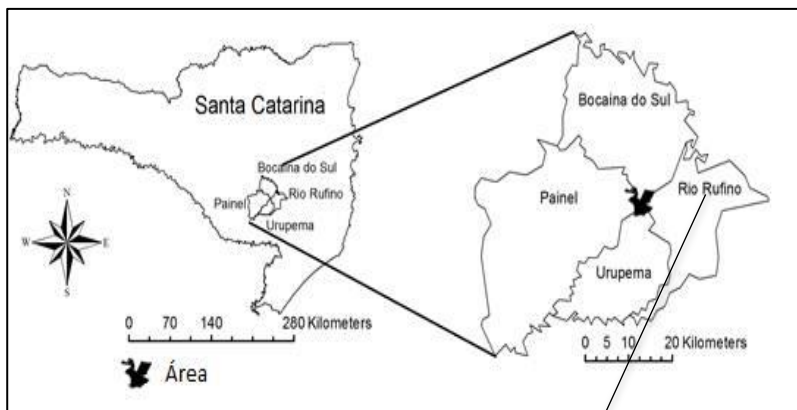 Santa Catarina
Bocaina do Sul
Painel
Rio Rufino
Urupema
N
W E
S
0 70 140 280 Kilometers
Área
Bocaina do Sul
Painel
Rio Rufino
Urupema
0 5 10 20 Kilometers